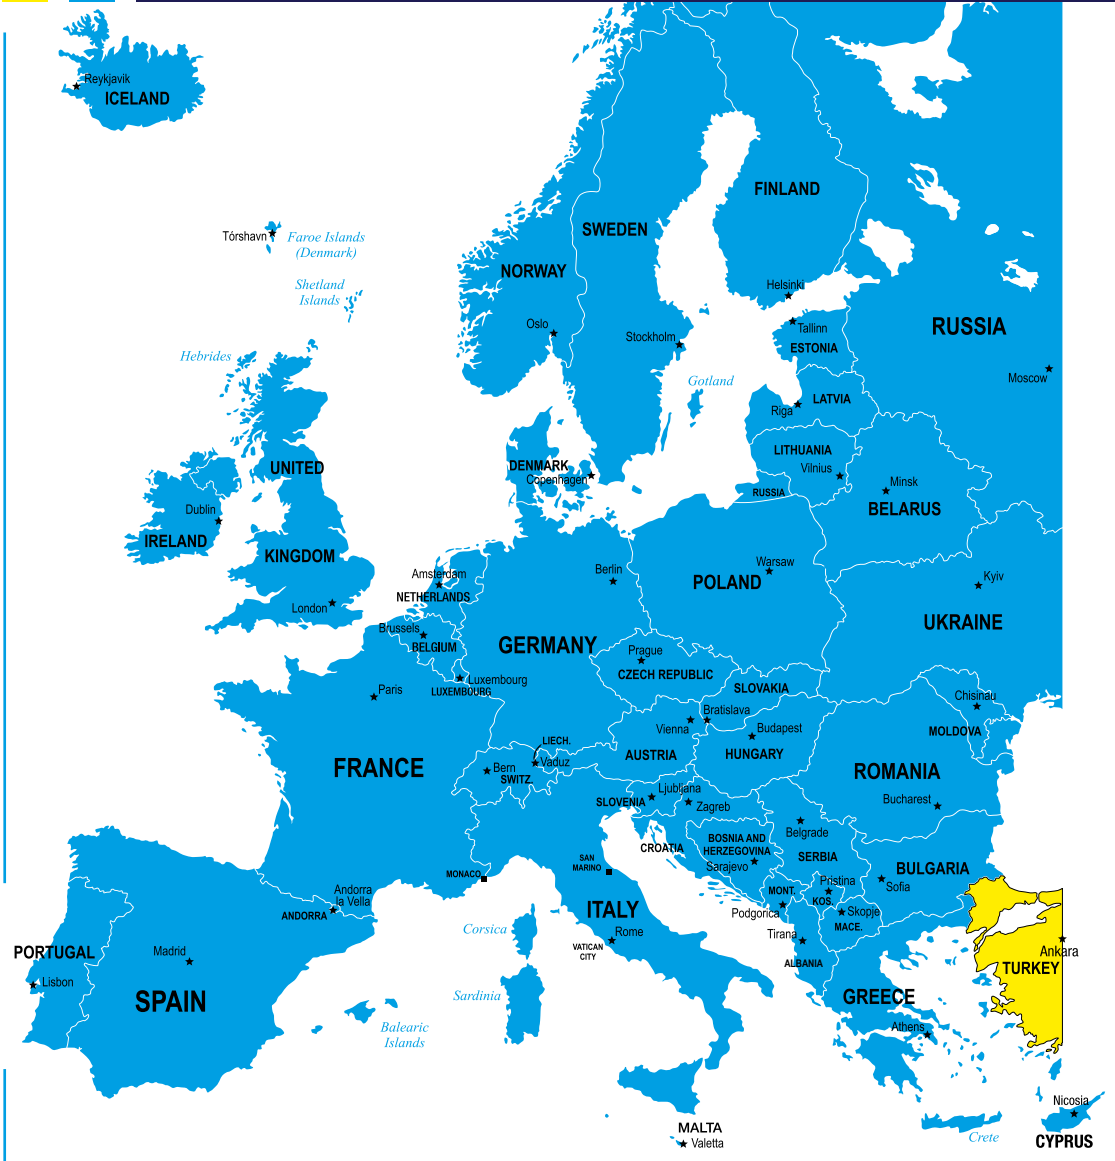 Reykjavik
ICELAND
FINLAND
SWEDEN
Tórshavn
Faroe Islands
(Denmark)
NORWAY
Shetland
Islands
Helsinki
Oslo
Tallinn
RUSSIA
Stockholm
ESTONIA
Hebrides
Moscow
Gotland
LATVIA
Riga
LITHUANIA
UNITED
DENMARK
Vilnius
Copenhagen
Minsk
RUSSIA
Dublin
BELARUS
IRELAND
KINGDOM
Warsaw
Berlin
Amsterdam
POLAND
Kyiv
NETHERLANDS
London
UKRAINE
Brussels
GERMANY
BELGIUM
Prague
CZECH REPUBLIC
Luxembourg
LUXEMBOURG
SLOVAKIA
Paris
Chisinau
Bratislava
Vienna
Budapest
MOLDOVA
LIECH.
AUSTRIA
HUNGARY
Vaduz
Bern
FRANCE
SWITZ.
ROMANIA
Ljubljana
Bucharest
SLOVENIA
Zagreb
Belgrade
BOSNIA AND
HERZEGOVINA
CROATIA
SAN
MARINO
SERBIA
Sarajevo
BULGARIA
MONACO
Pristina
Sofia
Andorra
la Vella
MONT.
KOS.
ITALY
ANDORRA
Podgorica
Skopje
MACE.
Corsica
Rome
Tirana
VATICAN
CITY
Ankara
PORTUGAL
Madrid
ALBANIA
TURKEY
Lisbon
Sardinia
GREECE
SPAIN
Balearic
Islands
Athens
Nicosia
MALTA
Valetta
Crete
CYPRUS